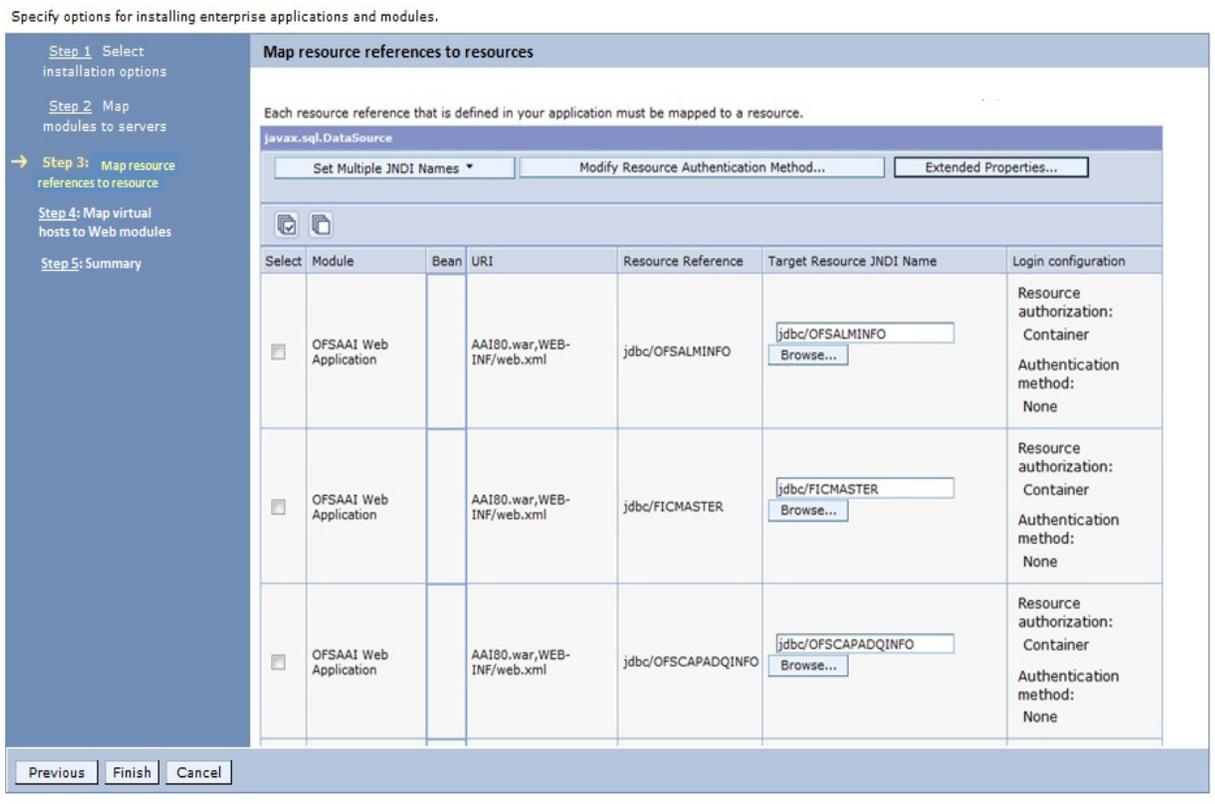 Specify options for installing enterprise applications and modules.
Step 1 Select
installation options
Step 2 Map
modules to servers
Step 3: Map resource
references to resource
Step 4: Map virtual
hosts to Web modules
Step 5: Summary
Map resource references to resources
Each resource reference that is defined in your application must be mapped to a resource.
javax.sql.DataSource
Set Multiple JNDI Names Modify Resource Authentication Method... Extended Properties...
Select Module Bean URI Resource Reference Target Resource JNDI Name Login configuration
OFSAAI Web
Application
AAI80.war,WEB-
INF/web.xml
jdbc/OFSALMINFO
jdbc/OFSALMINFO
Browse...
Resource
authorization:
Container
Authentication
method:
None
OFSAAI Web
Application
AAI80.war,WEB-
INF/web.xml
jdbc/FICMASTER
jdbc/FICMASTER
Browse...
Resource
authorization:
Container
Authentication
method:
None
OFSAAI Web
Application
AAI80.war,WEB-
INF/web.xml
jdbc/OFSCAPADQINFO
jdbc/OFSCAPADQINFO
Browse...
Resource
authorization:
Container
Authentication
method:
None
Previous Finish Cancel